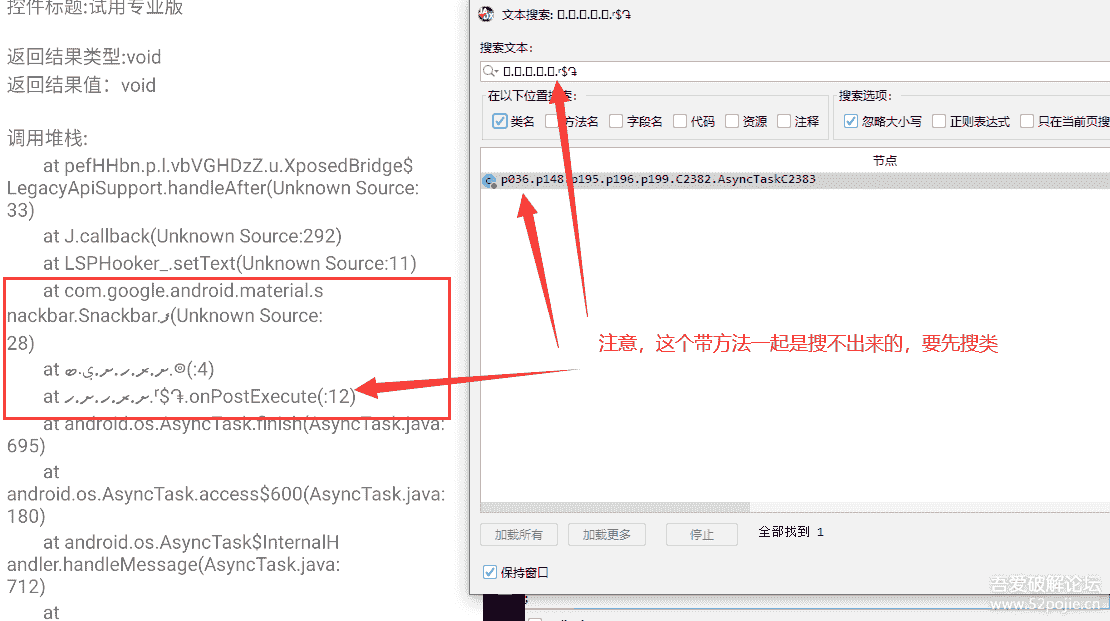 控件标题:试用专业版
返回结果类型:void
返回结果值：void
调用堆栈:
at pefHHbn.p.l.vbVGHDzZ.u.XposedBridge$
LegacyApiSupport.handleAfter(Unknown Source:
33)
at J.callback(Unknown Source:292)
at LSPHooker_.setText(Unknown Source:11)
at com.google.android.material.s
nackbar.Snackbar.(Unknown Source:
28)
at (:4)
at .onPostExecute(:12)
at android.os.AsyncTask.finish(AsyncTask.java:
695)
at
android.os.AsyncTask.access$600(AsyncTask.java:
180)
at android.os.AsyncTask$InternalH
andler.handleMessage(AsyncTask.java:
712)
at
文本搜索:
搜索文本:
在以下位置搜索:
类名 方法名 字段名 代码 资源 注释
搜索选项:
忽略大小写 正则表达式 只在当前页搜
节点
p036.p148.p195.p196.p199.C2382.AsyncTaskC2383
注意，这个带方法一起是搜不出来的，要先搜类
加载所有 加载更多 停止 全部找到 1
保持窗口
吾爱破解论坛
www.52pojie.cn